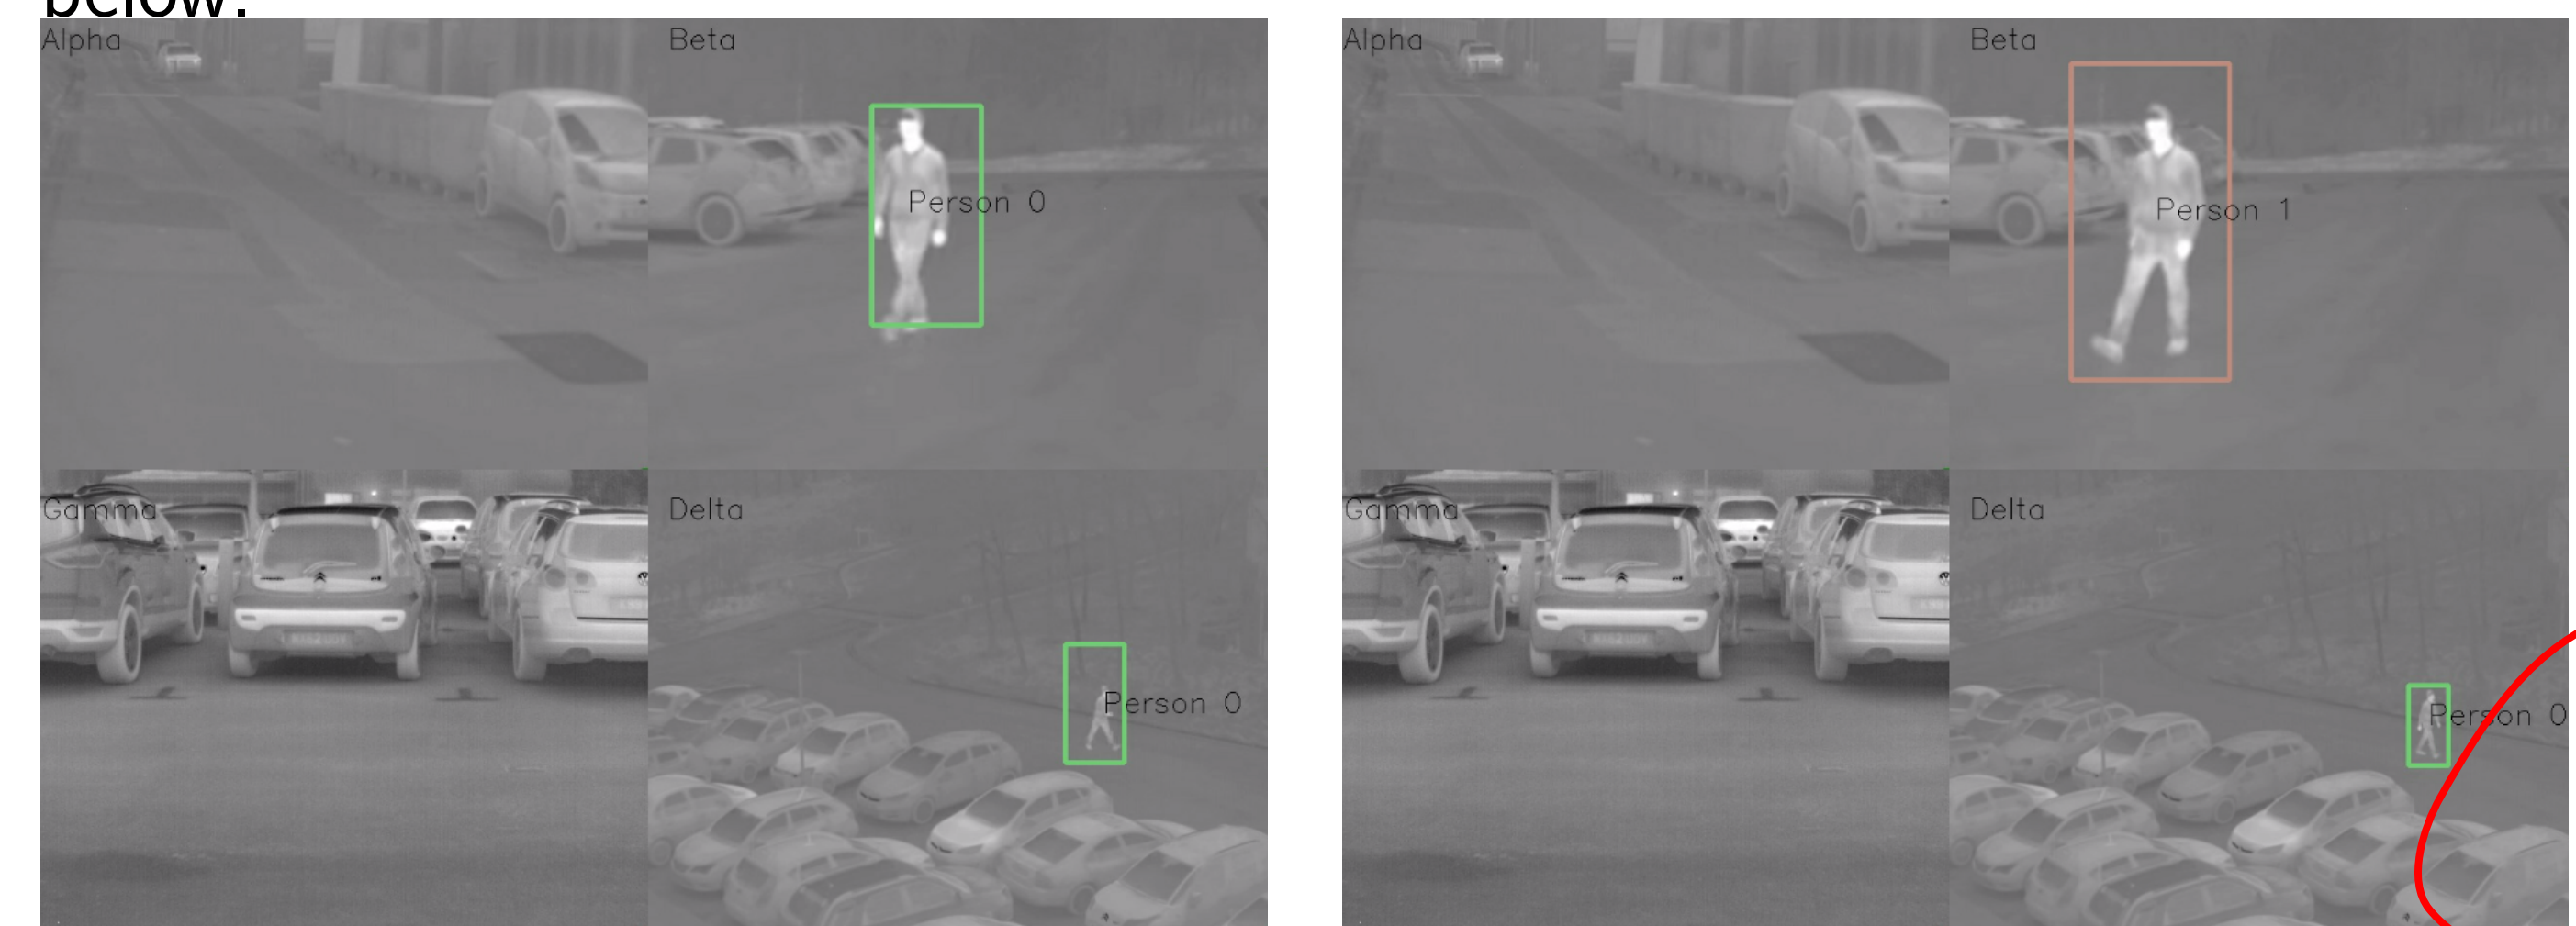 below:
Alpha
Beta
Person 0
Gamma
Delta
Person 0
Alpha
Beta
Person 1
Gamma
Delta
Person 0